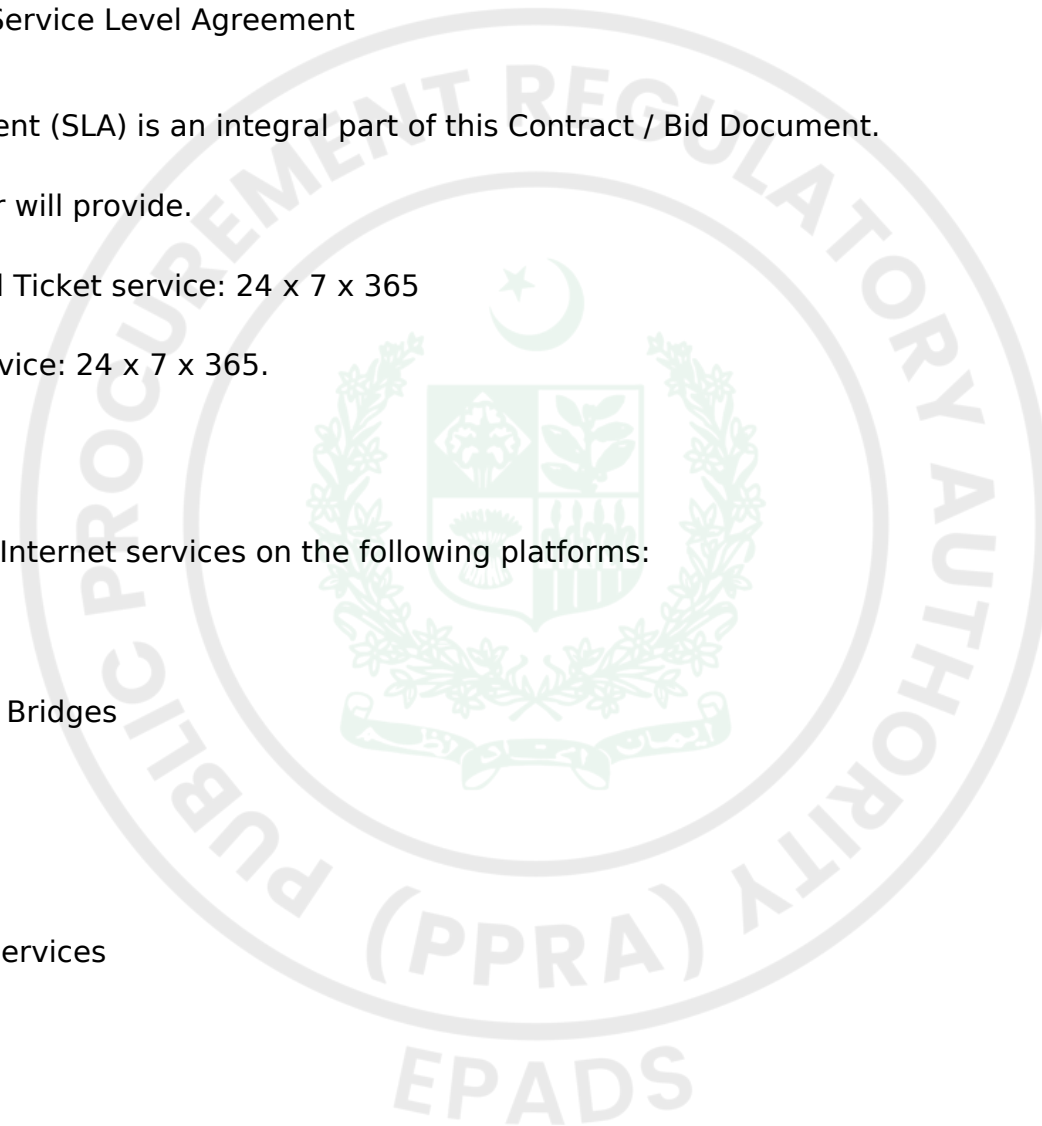 Service Level Agreement
ent (SLA) is an integral part of this Contract / Bid Document.
r will provide.
l Ticket service: 24 x 7 x 365
vice: 24 x 7 x 365.
Internet services on the following platforms:
Bridges
ervices
PUBLIC PROCUREMENT REGULATORY AUTHORITY
(PPRA)
EPADS